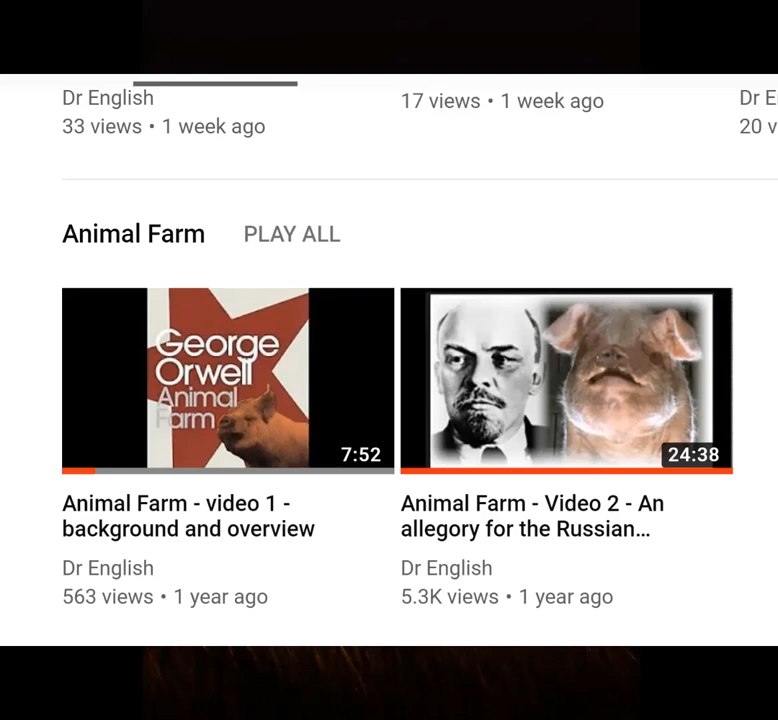 Dr English
33 views • 1 week ago
17 views • 1 week ago
Dr E
20 v
Animal Farm PLAY ALL
George
Orwell
Animal
Farm
7:52
24:38
Animal Farm - video 1 -
background and overview
Dr English
563 views • 1 year ago
Animal Farm - Video 2 - An
allegory for the Russian...
Dr English
5.3K views • 1 year ago